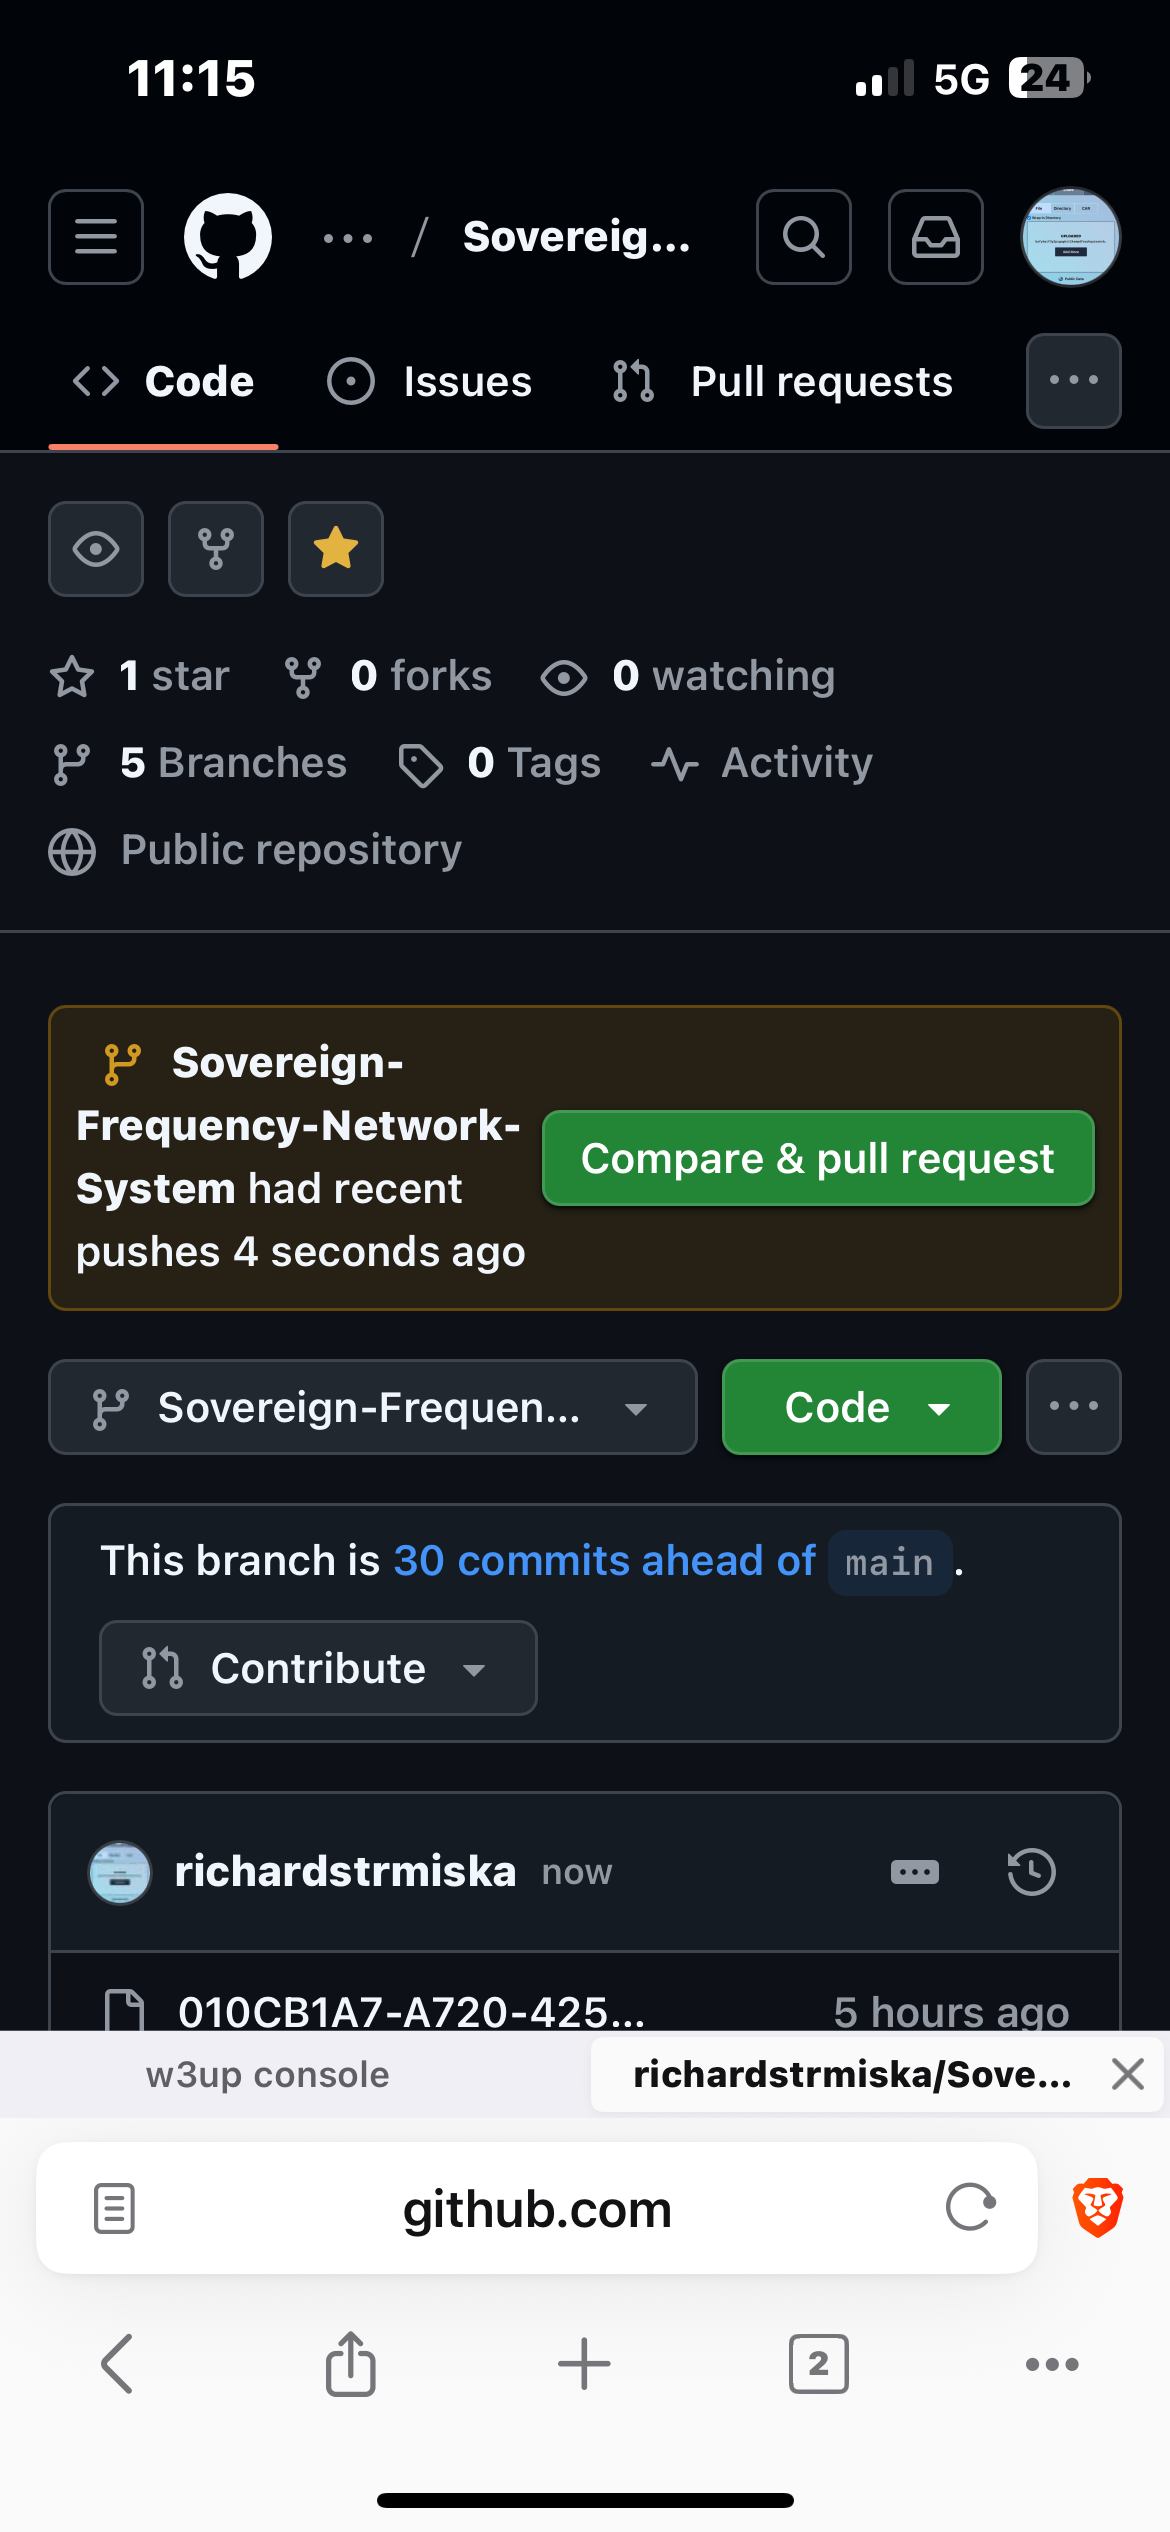 11:15
5G 24
/ Sovereig...
Code
Issues
Pull requests
1 star
0 forks
0 watching
5 Branches
0 Tags
Activity
Public repository
Sovereign-
Frequency-Network-
System had recent
pushes 4 seconds ago
Compare & pull request
Sovereign-Frequen...
Code
This branch is 30 commits ahead of main .
Contribute
richardstrmiska now
010CB1A7-A720-425...
5 hours ago
w3up console
richardstrmiska/Sove...
github.com
2